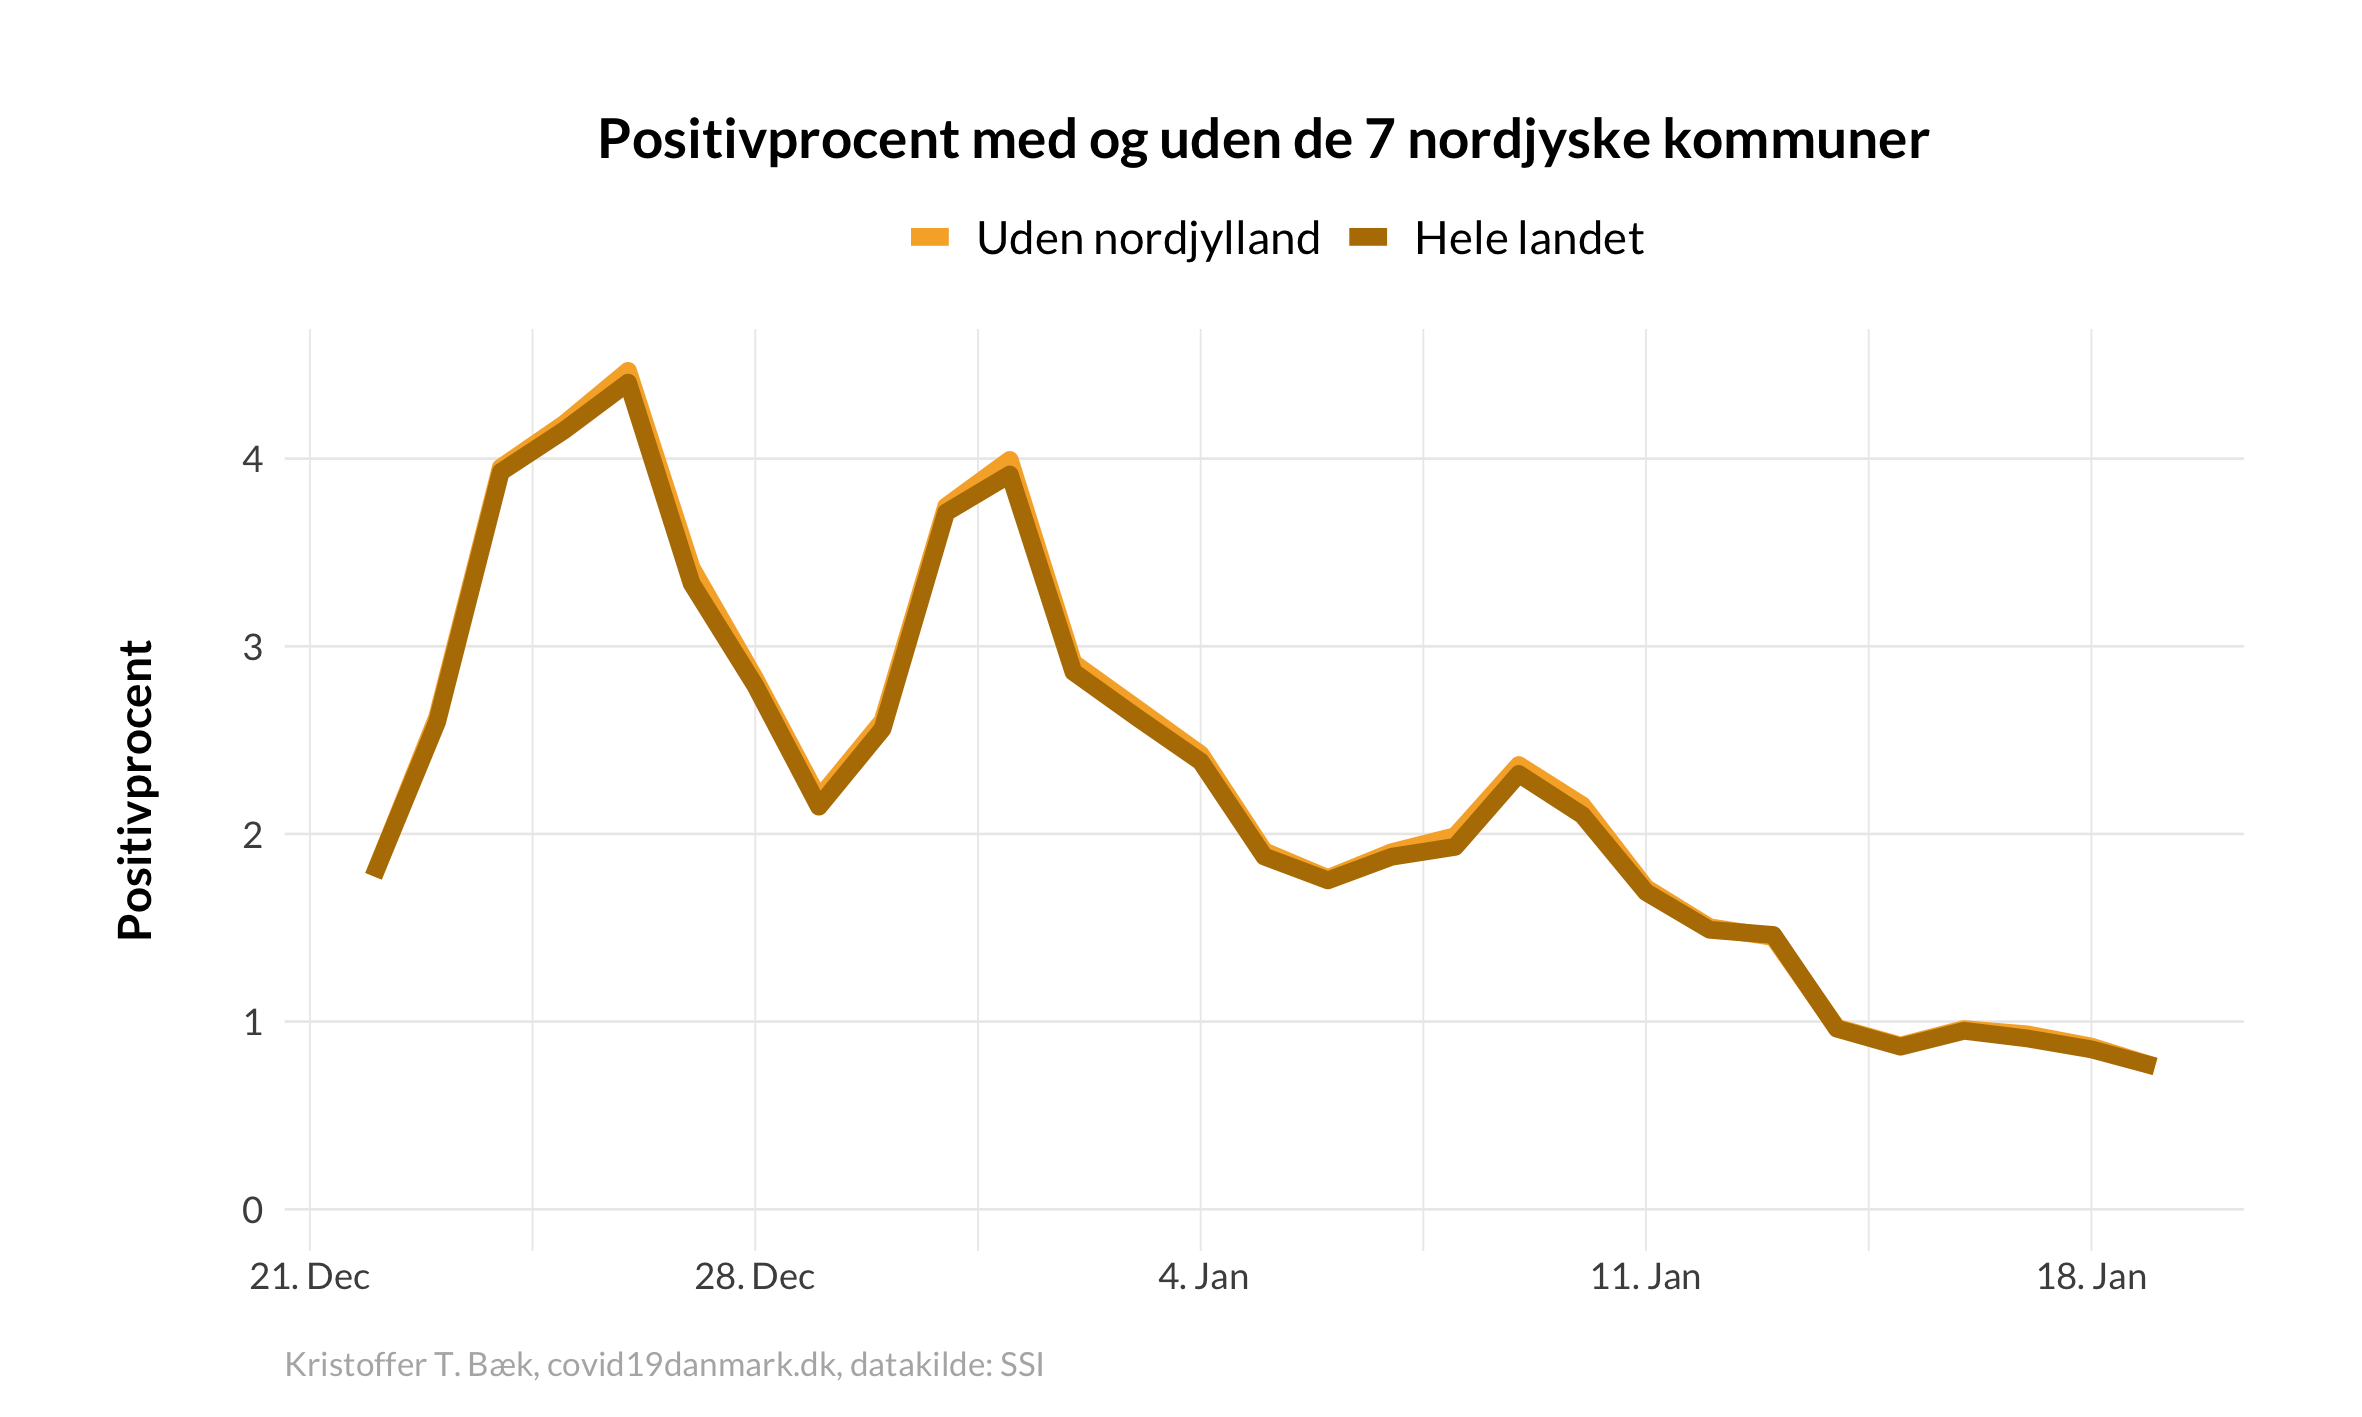 Positivprocent med og uden de 7 nordjyske kommuner
Uden nordjylland Hele landet
Positivprocent
4
3
2
1
0
21. Dec 28. Dec 4. Jan 11. Jan 18. Jan
Kristoffer T. Bæk, covid19danmark.dk, datakilde: SSI